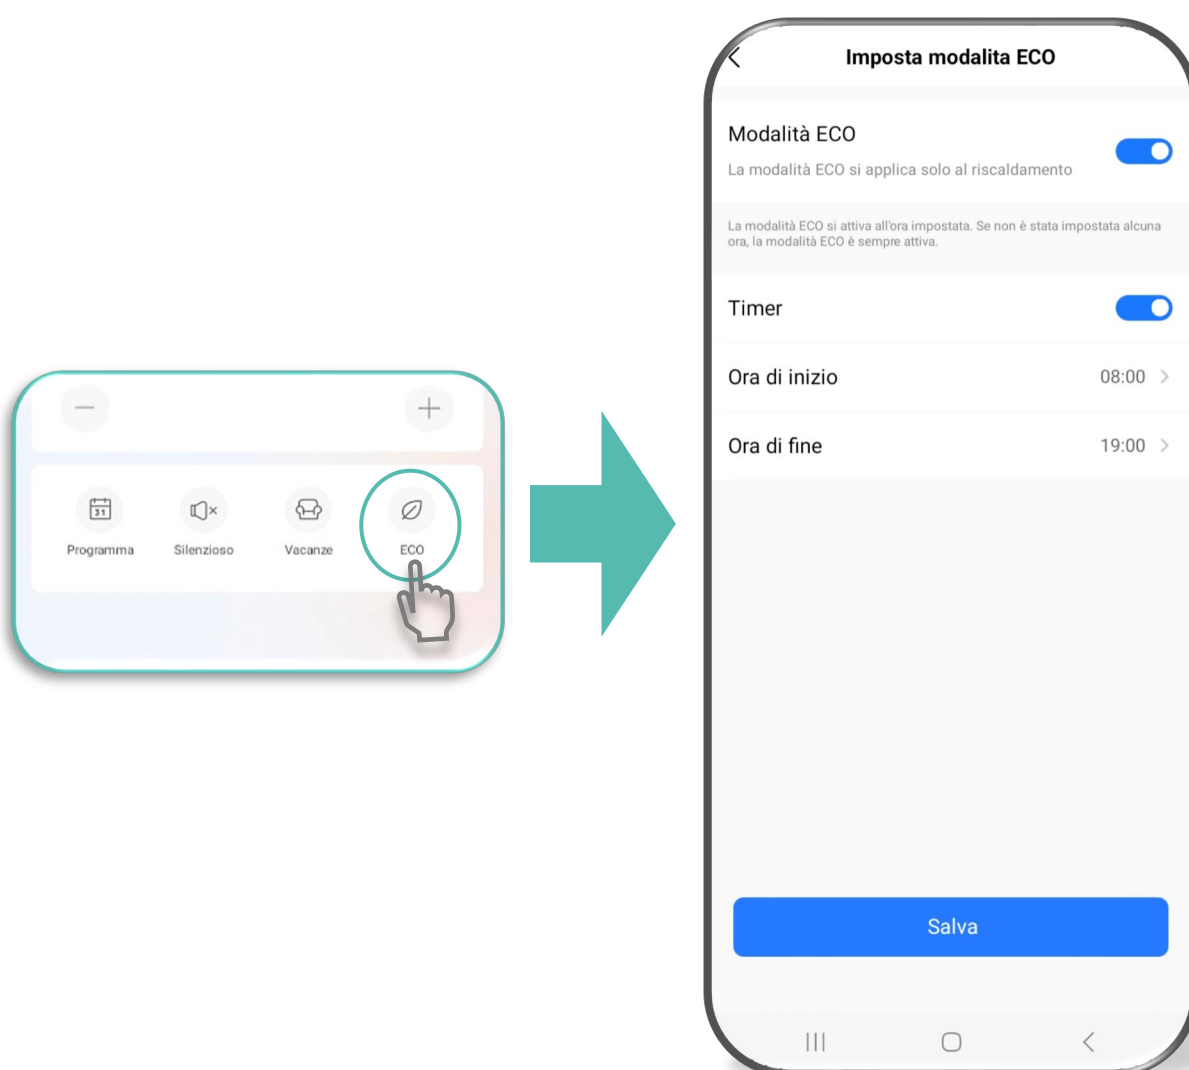 Programma
Silenzioso
Vacanze
ECO
Imposta modalita ECO
Modalità ECO
La modalità ECO si applica solo al riscaldamento
La modalità ECO si attiva all'ora impostata. Se non è stata impostata alcuna
ora, la modalità ECO è sempre attiva.
Timer
Ora di inizio 08:00
Ora di fine 19:00
Salva